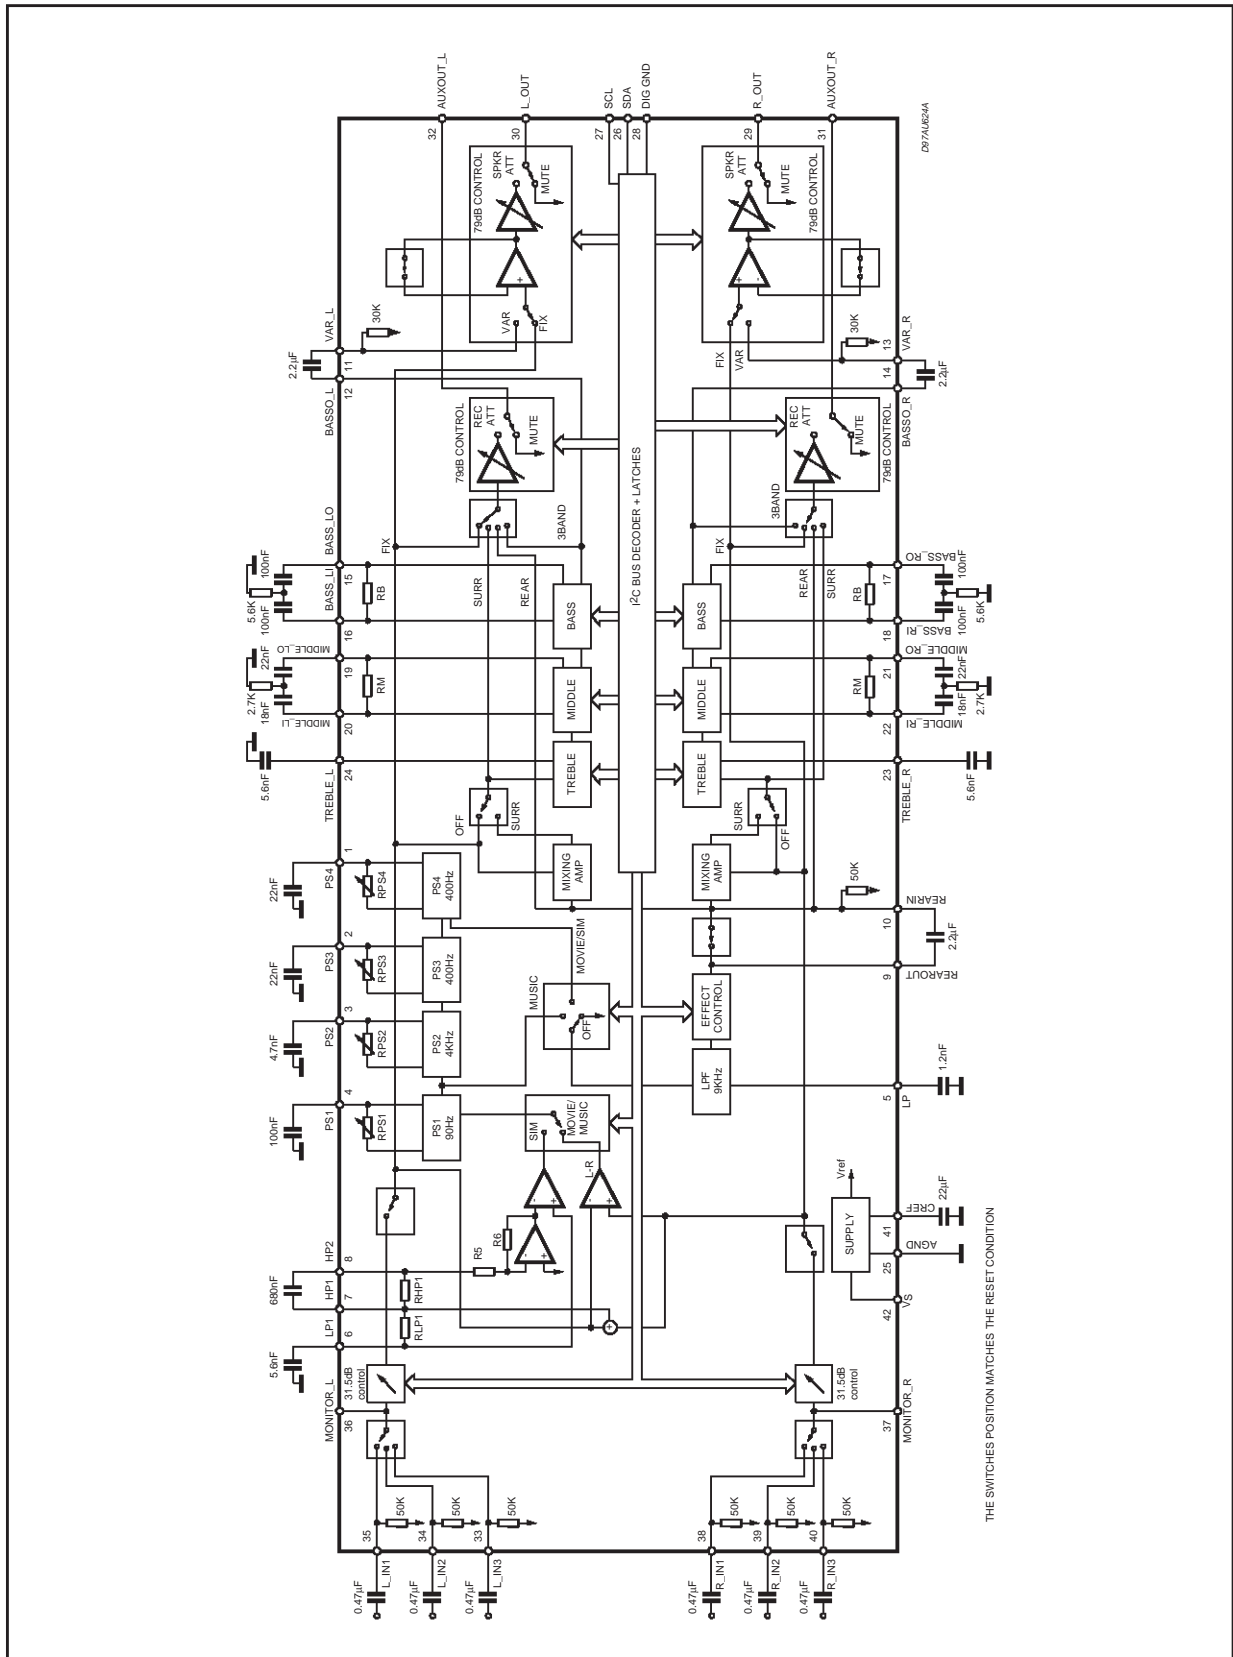 AUXOUT_L
L_OUT
SCL
SDA
DIG GND
R_OUT
AUXOUT_R
32
30
27
26
28
29
31
D97AU624A
79dB CONTROL
SPKR
ATT
MUTE
VAR
FIX
79dB CONTROL
SPKR
ATT
MUTE
FIX
VAR
VAR_L
30K
2.2µF
11
12
BASSO_L
30K
13
VAR_R
14
2.2µF
BASSO_R
79dB CONTROL
REC
ATT
MUTE
79dB CONTROL
REC
ATT
MUTE
I2C BUS DECODER + LATCHES
FIX
SURR
REAR
3BAND
3BAND
FIX
REAR
SURR
BASS_LO
BASS_LI
100nF
5.6K
100nF
15
16
RB
BASS
BASS
RB
17
18
BASS_RO
BASS_RI
100nF
100nF
5.6K
MIDDLE_LO
MIDDLE_LI
22nF
2.7K
18nF
19
20
RM
MIDDLE
MIDDLE
RM
21
22
MIDDLE_RO
MIDDLE_RI
22nF
18nF
2.7K
5.6nF
TREBLE_L
24
TREBLE
TREBLE
23
TREBLE_R
5.6nF
OFF
SURR
SURR
OFF
MIXING
AMP
MIXING
AMP
22nF
PS4
1
RPS4
PS4
400Hz
22nF
PS3
2
RPS3
PS3
400Hz
4.7nF
PS2
3
RPS2
PS2
4KHz
100nF
PS1
4
RPS1
PS1
90Hz
MOVIE/SIM
MUSIC
OFF
SIM
MOVIE/
MUSIC
L-R
EFFECT
CONTROL
LPF
9KHz
50K
REARIN
10
2.2µF
9
REAROUT
5
LP
1.2nF
Vref
SUPPLY
41
CREF
22µF
25
AGND
42
VS
HP2
8
HP1
7
680nF
LP1
6
5.6nF
RHP1
RLP1
R5
R6
MONITOR_L
36
31.5dB
control
31.5dB
control
MONITOR_R
37
35
34
33
50K
50K
50K
L_IN1
L_IN2
L_IN3
0.47µF
0.47µF
0.47µF
38
39
40
50K
50K
50K
R_IN1
R_IN2
R_IN3
0.47µF
0.47µF
0.47µF
THE SWITCHES POSITION MATCHES THE RESET CONDITION